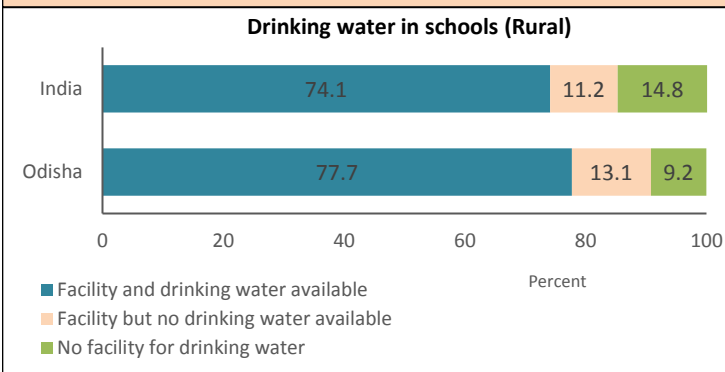 Drinking water in schools (Rural)
India
74.1 11.2 14.8
Odisha
77.7 13.1 9.2
0 20 40 60 80 100
Percent
Facility and drinking water available
Facility but no drinking water available
No facility for drinking water